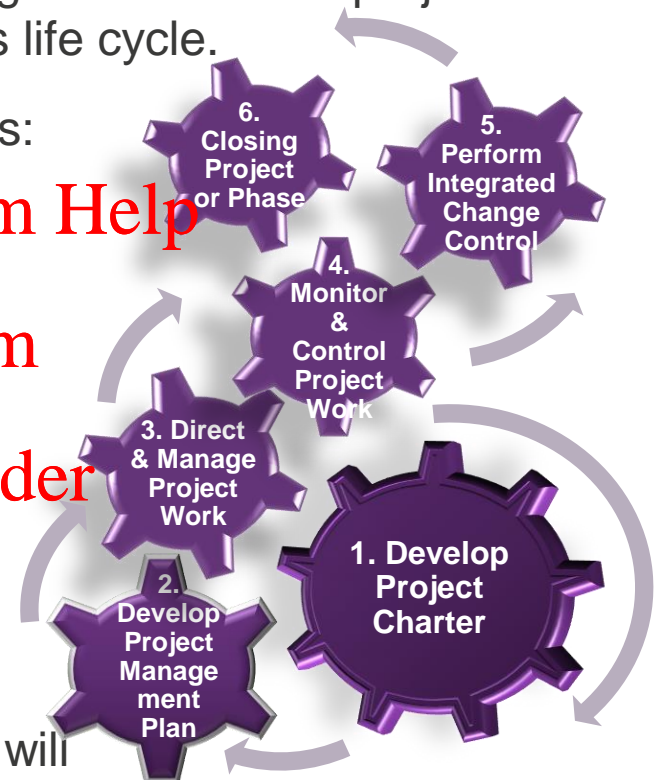 s life cycle.
s:
m Help
m
der
6.
Closing
Project
or Phase
5.
Perform
Integrated
Change
Control
4.
Monitor
&
Control
Project
Work
3. Direct
& Manage
Project
Work
2.
Develop
Project
Manage
ment
Plan
1. Develop
Project
Charter
will